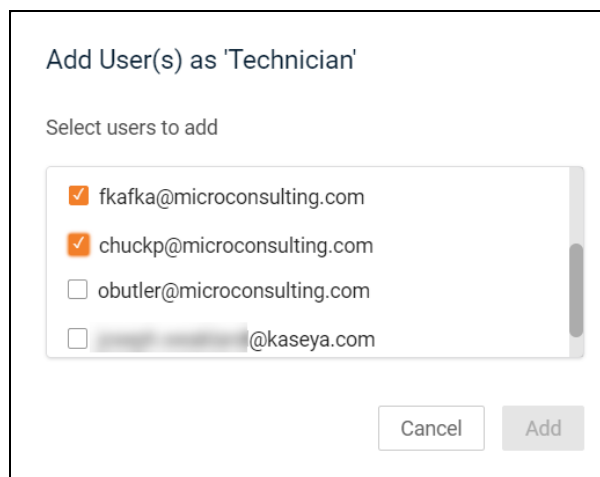 Add User(s) as 'Technician'
Select users to add
fkafka@microconsulting.com
chuckp@microconsulting.com
obutler@microconsulting.com
@kaseya.com
Cancel Add